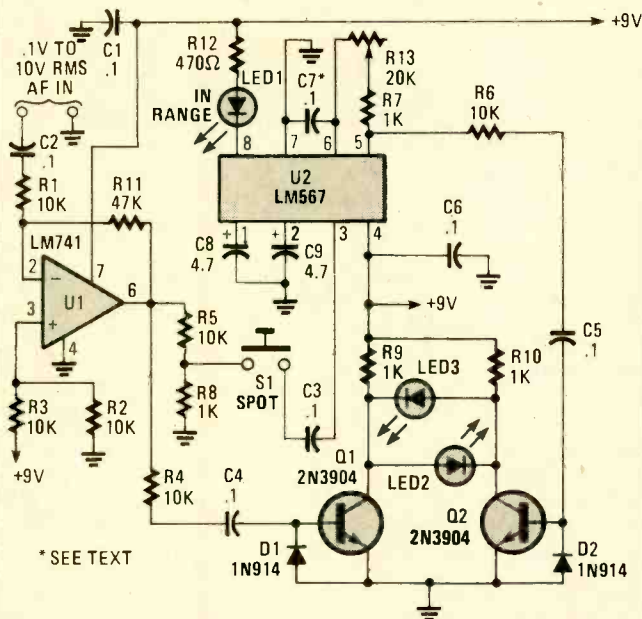 +9V
C1
.1
.1V TO
10V RMS
AF IN
C2
.1
R1
10K
R11
47K
LM741
2
3
4
7
6
U1
R3
10K
R2
10K
+9V
R12
470Ω
LED1
IN
RANGE
C7*
.1
R13
20K
R7
1K
R6
10K
8
7
6
5
U2
LM567
1
2
3
4
+
C8
4.7
+
C9
4.7
C6
.1
+9V
R5
10K
R8
1K
S1
SPOT
C3
.1
R9
1K
LED3
R10
1K
LED2
C5
.1
R4
10K
C4
.1
Q1
2N3904
Q2
2N3904
D1
1N914
D2
1N914
*SEE TEXT